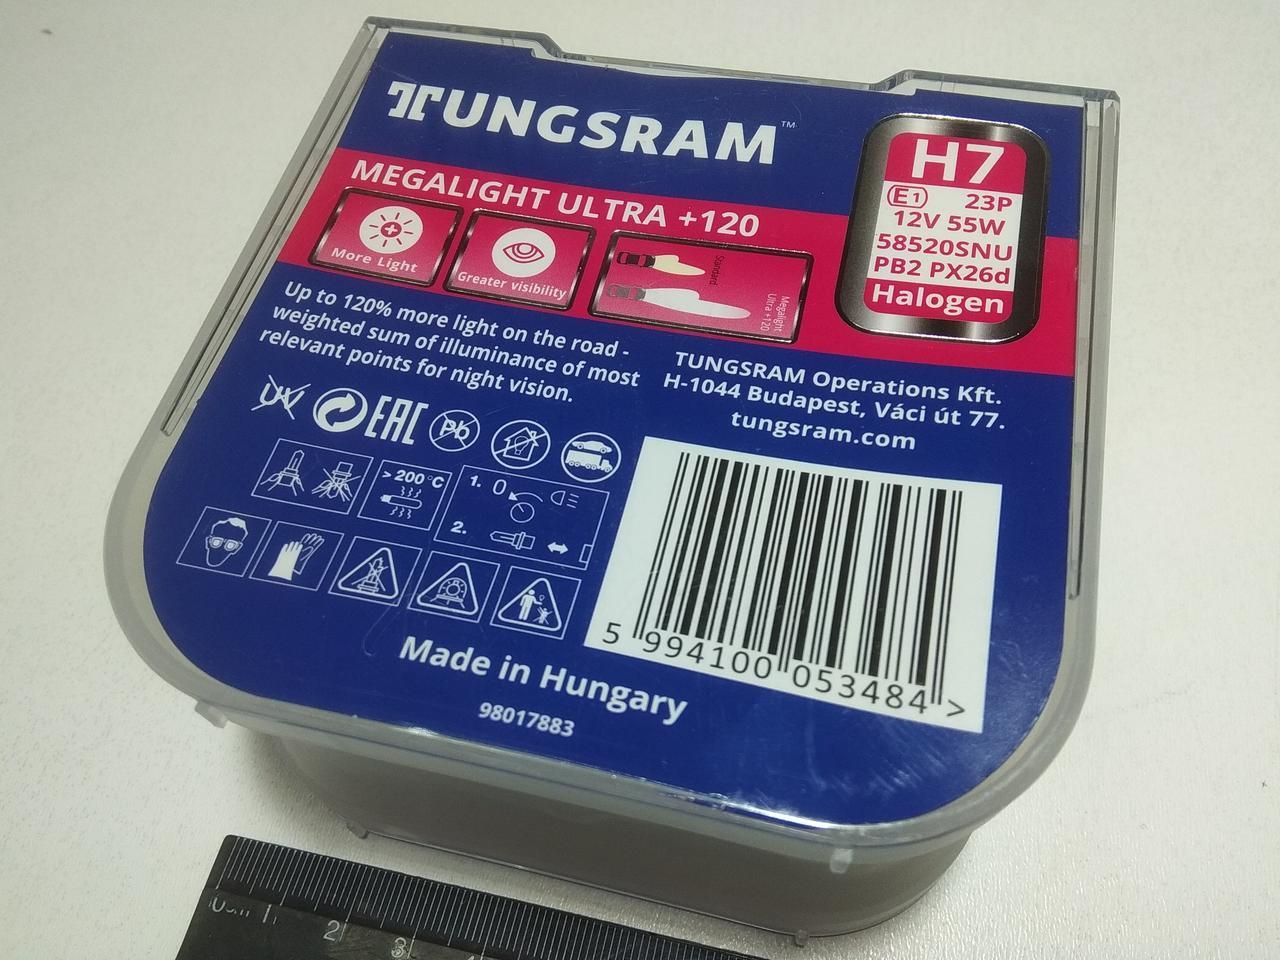 TUNGSRAM™
MEGALIGHT ULTRA +120
More Light
Greater visibility
Standard
Megalight
Ultra +120
H7
E1 23P
12V 55W
58520SNU
PB2 PX26d
Halogen
Up to 120% more light on the road -
weighted sum of illuminance of most
relevant points for night vision.
TUNGSRAM Operations Kft.
H-1044 Budapest, Váci út 77.
tungsram.com
UV
EAC
Pb
> 200 °C
1. 0
2.
5 994100 053484 >
Made in Hungary
98017883
1 2 3